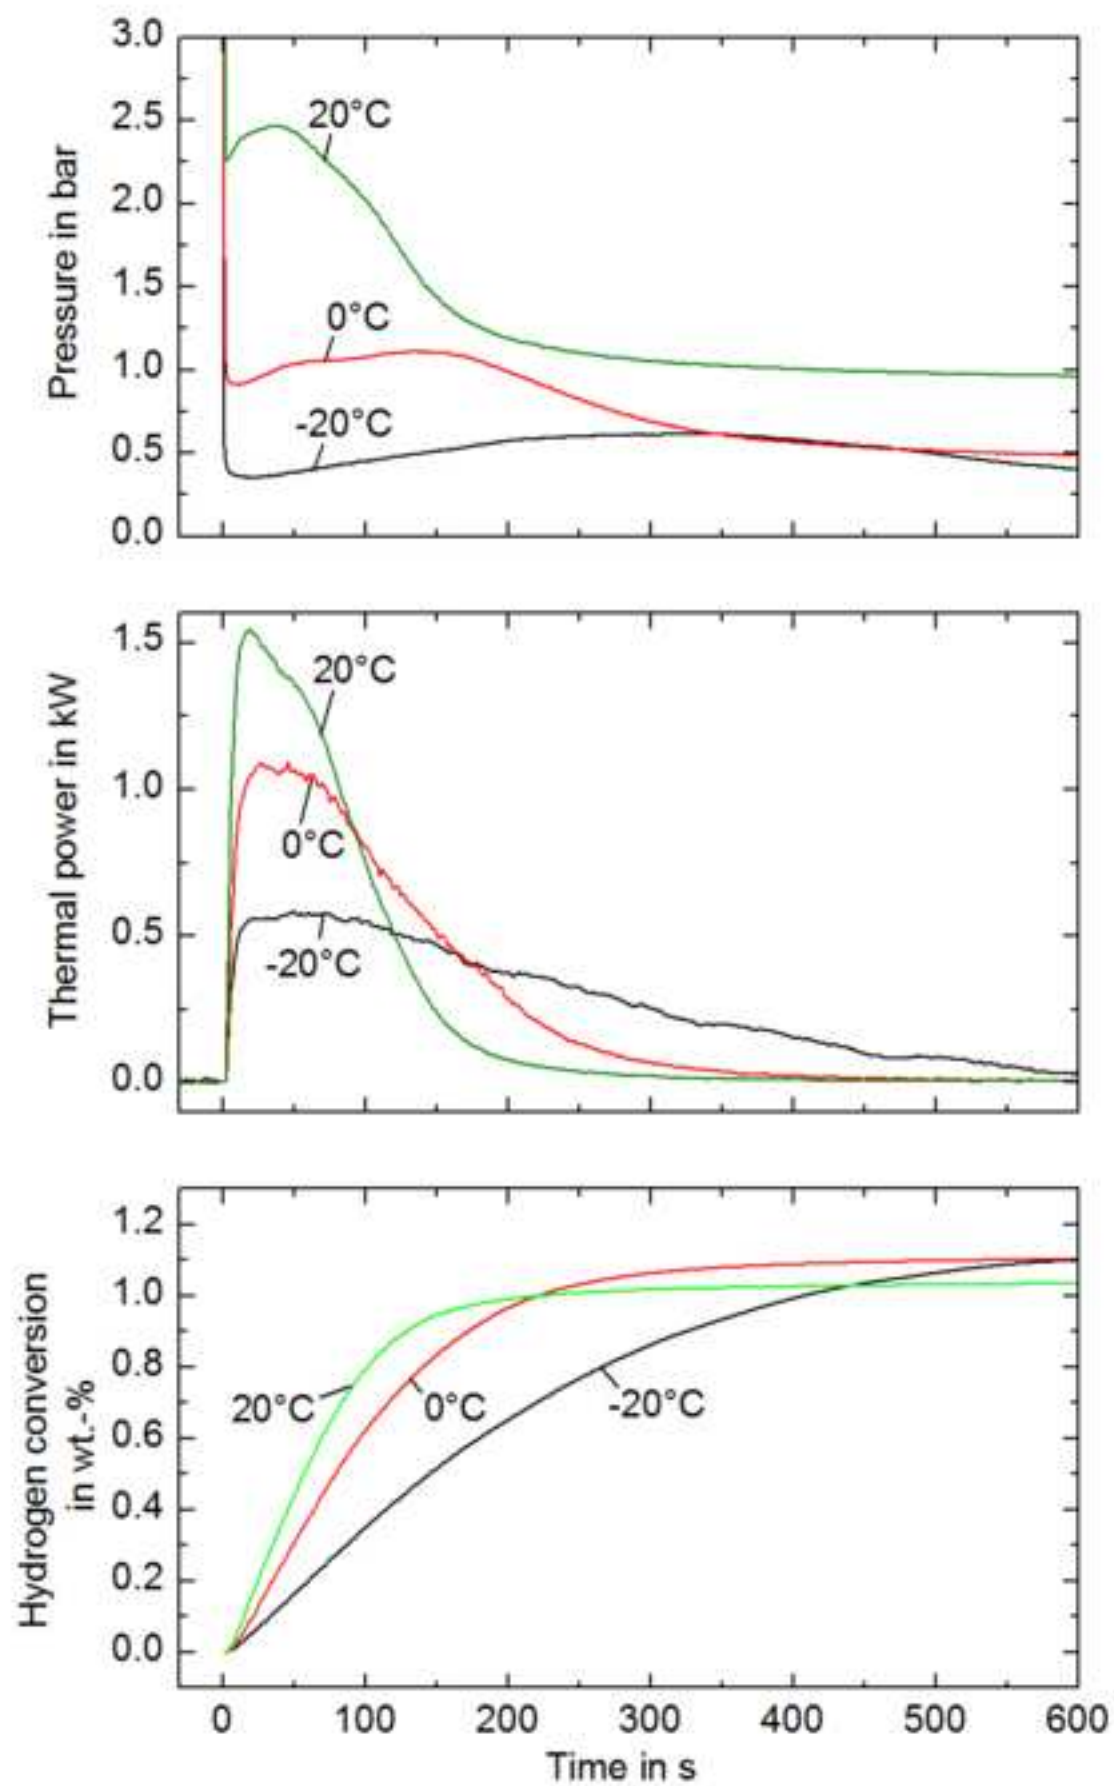 3.0
2.5
2.0
1.5
1.0
0.5
0.0
Pressure in bar
20°C
0°C
-20°C
1.5
1.0
0.5
0.0
Thermal power in kW
20°C
0°C
-20°C
1.2
1.0
0.8
0.6
0.4
0.2
0.0
Hydrogen conversion
in wt.-%
20°C
0°C
-20°C
0 100 200 300 400 500 600
Time in s